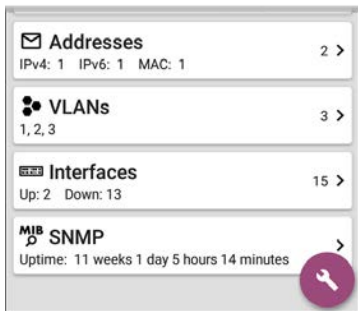 Addresses
2
IPv4: 1 IPv6: 1 MAC: 1
VLANs
3
1, 2, 3
Interfaces
15
Up: 2 Down: 13
MIB
SNMP
Uptime: 11 weeks 1 day 5 hours 14 minutes